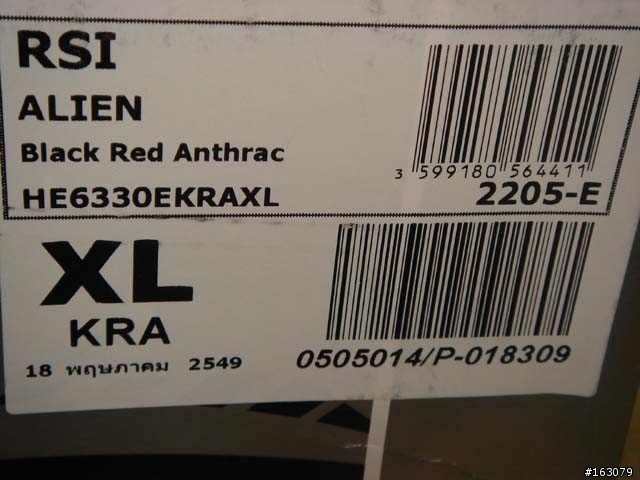 RSI
ALIEN
Black Red Anthrac
HE6330EKRAXL
3 599180 564411
2205-E
XL
KRA
18 พฤษภาคม 2549
0505014/P-018309
#163079